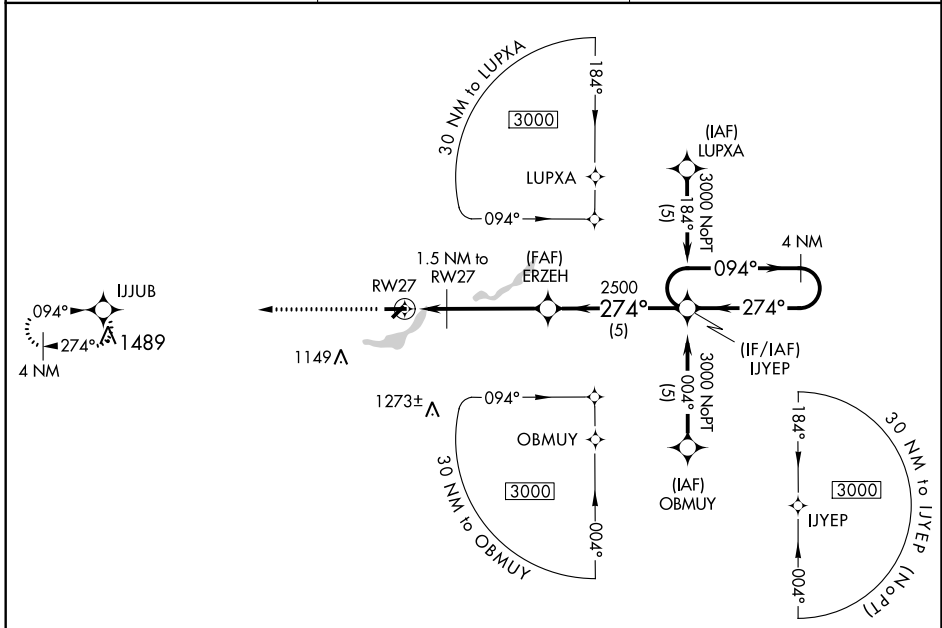 30 NM to LUPXA
184°
3000
LUPXA
094°
(IAF)
LUPXA
3000 NoPT
184°
(5)
4 NM
094°
274°
1.5 NM to
RW27
(FAF)
ERZEH
RW27
2500
274°
(5)
(IF/IAF)
IJYEP
IJJUB
094°
1489
274°
4 NM
1149
1273±
094°
OBMUY
3000
30 NM to OBMUY
004°
3000 NoPT
004°
(5)
(IAF)
OBMUY
184°
3000
IJYEP
004°
30 NM to IJYEP (NoPT)